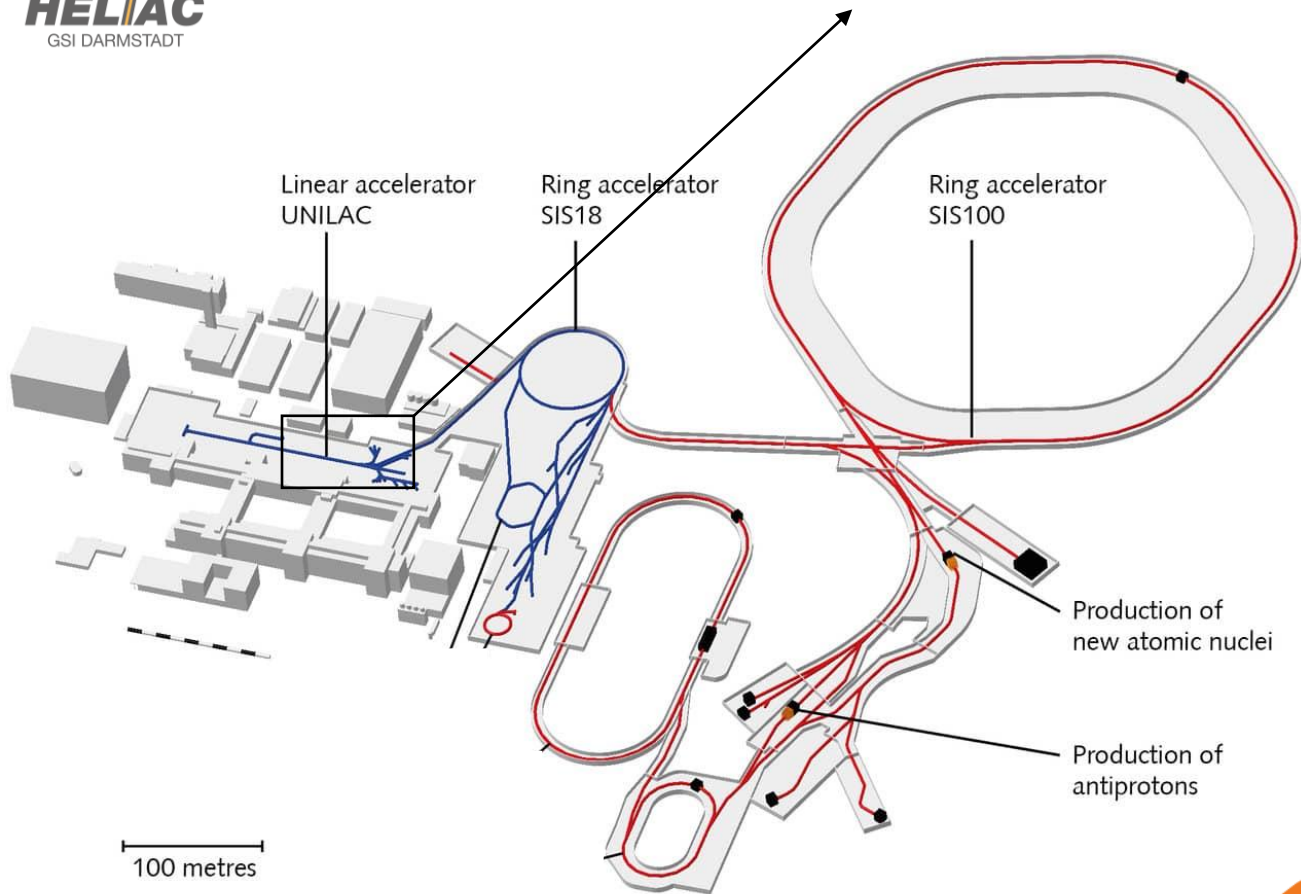 HELIAC
GSI DARMSTADT
Linear accelerator
UNILAC
Ring accelerator
SIS18
Ring accelerator
SIS100
Production of
new atomic nuclei
Production of
antiprotons
100 metres